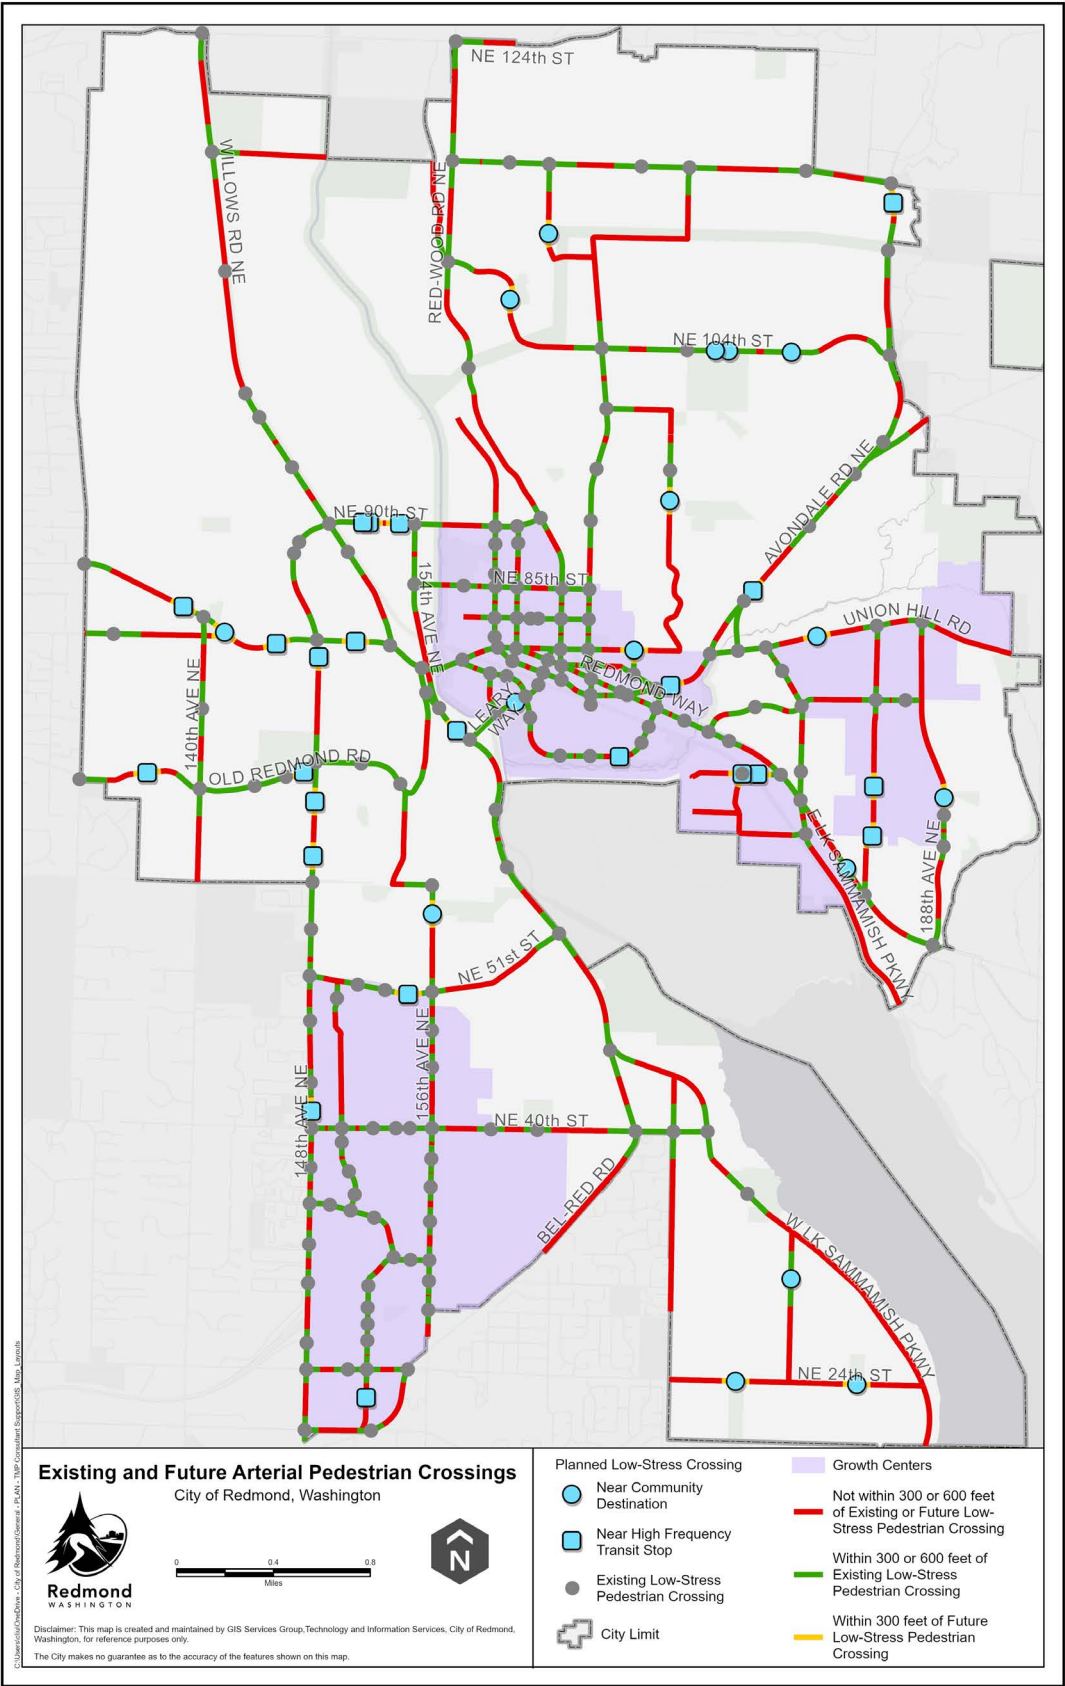 NE 124th ST
WILLOWS RD NE
RED-WOOD RD NE
NE 104th ST
AVONDALE RD NE
NE 90th ST
NE 85th ST
154th AVE NE
UNION HILL RD
REDMOND WAY
LEARY
WAY
140th AVE NE
OLD REDMOND RD
E LK SAMMAMISH PKWY
188th AVE NE
NE 51st ST
156th AVE NE
148th AVE NE
NE 40th ST
BEL-RED RD
W LK SAMMAMISH PKWY
NE 24th ST
Existing and Future Arterial Pedestrian Crossings
City of Redmond, Washington
Redmond
WASHINGTON
0 0.4 0.8
Miles
N
Disclaimer: This map is created and maintained by GIS Services Group,Technology and Information Services, City of Redmond,
Washington, for reference purposes only.
The City makes no guarantee as to the accuracy of the features shown on this map.
Planned Low-Stress Crossing
Near Community
Destination
Near High Frequency
Transit Stop
Existing Low-Stress
Pedestrian Crossing
City Limit
Growth Centers
Not within 300 or 600 feet
of Existing or Future Low-
Stress Pedestrian Crossing
Within 300 or 600 feet of
Existing Low-Stress
Pedestrian Crossing
Within 300 feet of Future
Low-Stress Pedestrian
Crossing